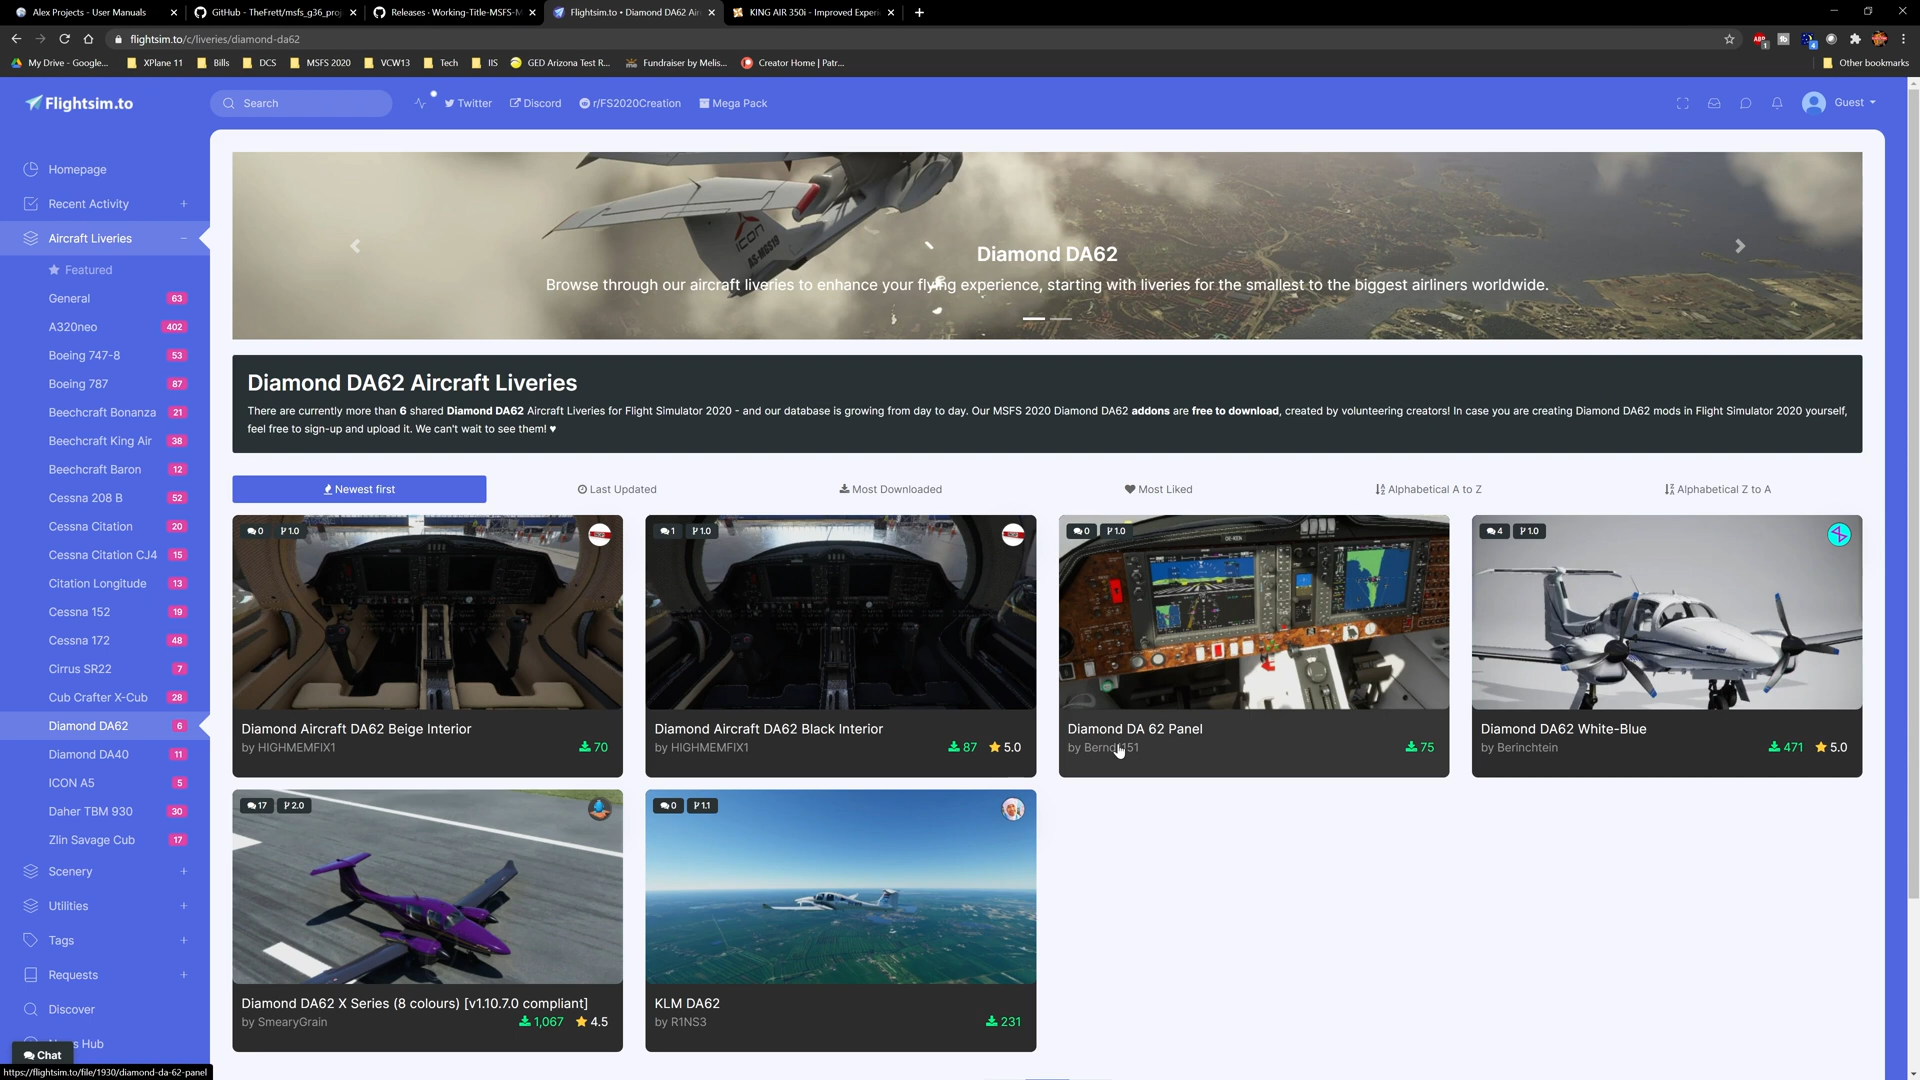 Alex Projects - User Manuals
GitHub - TheFrett/msfs_g36_pro
Releases · Working-Title-MSFS-M
Flightsim.to • Diamond DA62 Air
KING AIR 350i - Improved Experi
flightsim.to/c/liveries/diamond-da62
My Drive - Google...
XPlane 11
Bills
DCS
MSFS 2020
VCW13
Tech
IIS
GED Arizona Test R...
Fundraiser by Melis...
Creator Home | Patr...
Other bookmarks
Flightsim.to
Search
Twitter
Discord
r/FS2020Creation
Mega Pack
Guest
Homepage
Recent Activity +
Aircraft Liveries −
Featured
General 63
A320neo 402
Boeing 747-8 53
Boeing 787 87
Beechcraft Bonanza 21
Beechcraft King Air 38
Beechcraft Baron 12
Cessna 208 B 52
Cessna Citation 20
Cessna Citation CJ4 15
Citation Longitude 13
Cessna 152 19
Cessna 172 48
Cirrus SR22 7
Cub Crafter X-Cub 28
Diamond DA62 6
Diamond DA40 11
ICON A5 5
Daher TBM 930 30
Zlin Savage Cub 17
Scenery +
Utilities +
Tags +
Requests +
Discover
Hub
Chat
https://flightsim.to/file/1930/diamond-da-62-panel
icon
AS-MGS19
Diamond DA62
Browse through our aircraft liveries to enhance your flying experience, starting with liveries for the smallest to the biggest airliners worldwide.
Diamond DA62 Aircraft Liveries
There are currently more than 6 shared Diamond DA62 Aircraft Liveries for Flight Simulator 2020 - and our database is growing from day to day. Our MSFS 2020 Diamond DA62 addons are free to download, created by volunteering creators! In case you are creating Diamond DA62 mods in Flight Simulator 2020 yourself,
feel free to sign-up and upload it. We can't wait to see them! ♥
Newest first
Last Updated
Most Downloaded
Most Liked
Alphabetical A to Z
Alphabetical Z to A
0 1.0
Diamond Aircraft DA62 Beige Interior
by HIGHMEMFIX1 70
1 1.0
Diamond Aircraft DA62 Black Interior
by HIGHMEMFIX1 87 5.0
0 1.0
Diamond DA 62 Panel
by 75
4 1.0
Diamond DA62 White-Blue
by Berinchtein 471 5.0
17 2.0
Diamond DA62 X Series (8 colours) [v1.10.7.0 compliant]
by SmearyGrain 1,067 4.5
0 1.1
KLM DA62
by R1NS3 231